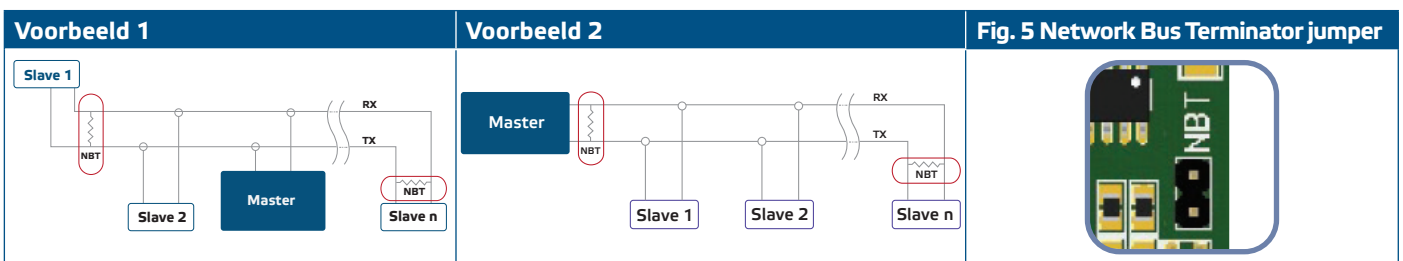 Voorbeeld 1
Slave 1
RX
TX
NBT
NBT
Slave 2
Master
Slave n
Voorbeeld 2
Master
RX
TX
NBT
NBT
Slave 1
Slave 2
Slave n
Fig. 5 Network Bus Terminator jumper
NBT